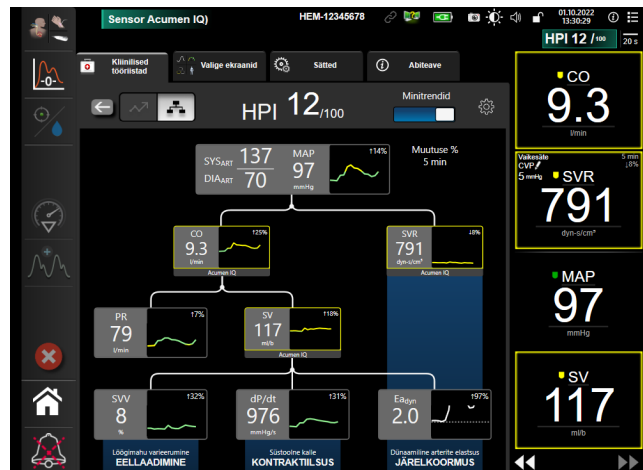 Sensor Acumen IQ)
HEM-12345678
01.10.2022
13:30:29
HPI 12 /100
20 s
Kliinilised
tööriistad
Valige ekraanid
Sätted
Abiteave
HPI 12/100
Minitrendid
Muutuse %
5 min
SYSART 137
DIAART 70
MAP
97
mmHg
↑14%
CO
9.3
l/min
↑25%
Acumen IQ
SVR
791
dyn-s/cm⁵
↓8%
Acumen IQ
PR
79
l/min
↑7%
SV
117
ml/b
↑18%
Acumen IQ
SVV
8
%
↑32%
dP/dt
976
mmHg/s
↑31%
Eadyn
2.0
↑97%
Löögimahu varieerumine
EELLAADIMINE
Süstoolne kalle
KONTRAKTIILSUS
Dünaamiline arterite elastsus
JÄRELKOORMUS
CO
9.3
l/min
Vaikesäte
CVP
5 mmHg
5 min
↓8%
SVR
791
dyn-s/cm⁵
MAP
97
mmHg
SV
117
ml/b
-0-